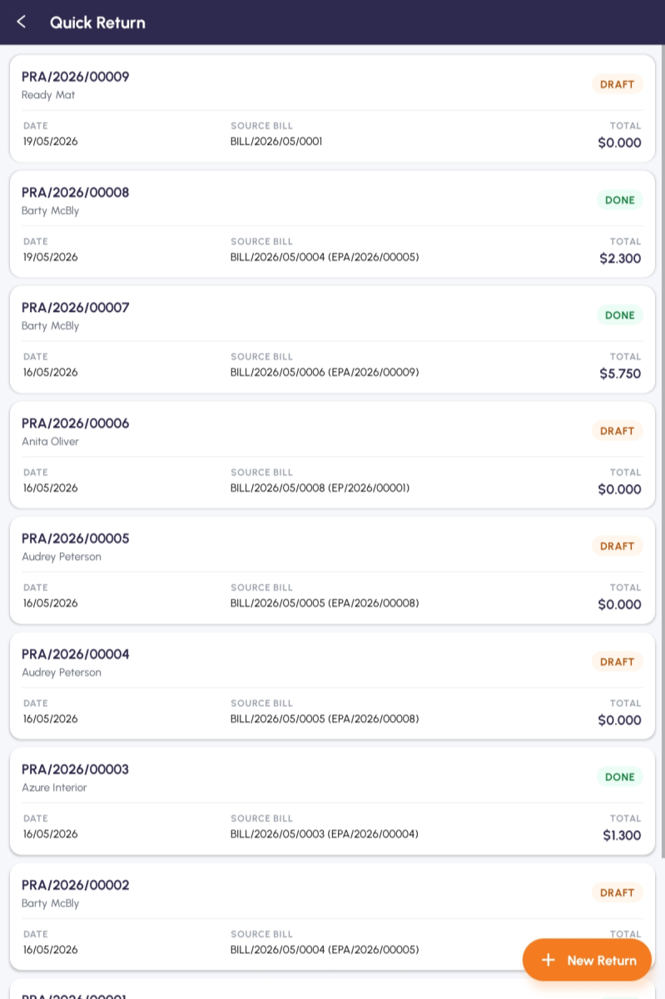 Quick Return
PRA/2026/00009
Ready Mat
DRAFT
DATE SOURCE BILL TOTAL
19/05/2026 BILL/2026/05/0001 $0.000
PRA/2026/00008
Barty McBly
DONE
DATE SOURCE BILL TOTAL
19/05/2026 BILL/2026/05/0004 (EPA/2026/00005) $2.300
PRA/2026/00007
Barty McBly
DONE
DATE SOURCE BILL TOTAL
16/05/2026 BILL/2026/05/0006 (EPA/2026/00009) $5.750
PRA/2026/00006
Anita Oliver
DRAFT
DATE SOURCE BILL TOTAL
16/05/2026 BILL/2026/05/0008 (EP/2026/00001) $0.000
PRA/2026/00005
Audrey Peterson
DRAFT
DATE SOURCE BILL TOTAL
16/05/2026 BILL/2026/05/0005 (EPA/2026/00008) $0.000
PRA/2026/00004
Audrey Peterson
DRAFT
DATE SOURCE BILL TOTAL
16/05/2026 BILL/2026/05/0005 (EPA/2026/00008) $0.000
PRA/2026/00003
Azure Interior
DONE
DATE SOURCE BILL TOTAL
16/05/2026 BILL/2026/05/0003 (EPA/2026/00004) $1.300
PRA/2026/00002
Barty McBly
DRAFT
DATE SOURCE BILL TOTAL
16/05/2026 BILL/2026/05/0004 (EPA/2026/00005)
+ New Return